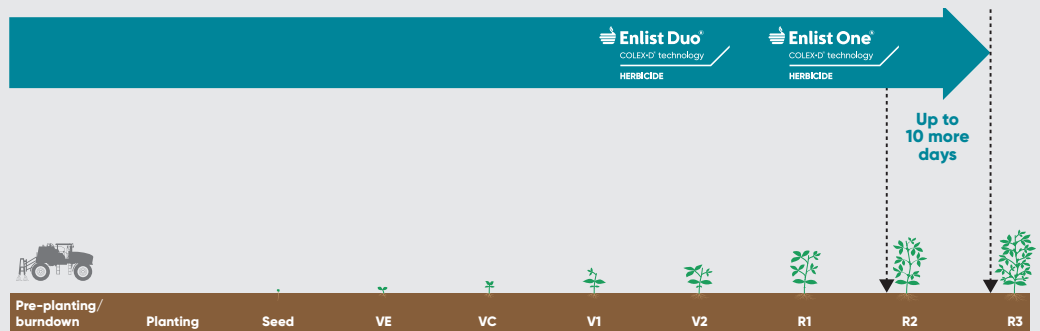 Enlist Duo®
COLEX•D® technology
HERBICIDE
Enlist One®
COLEX•D® technology
HERBICIDE
Up to
10 more
days
Pre-planting/
burndown
Planting
Seed
VE
VC
V1
V2
R1
R2
R3